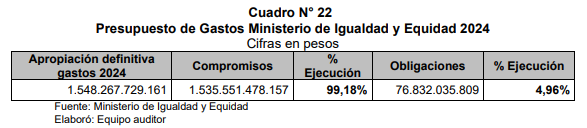 Cuadro N° 22
Presupuesto de Gastos Ministerio de Igualdad y Equidad 2024
Cifras en pesos
Apropiación definitiva gastos 2024 Compromisos % Ejecución Obligaciones % Ejecución
1.548.267.729.161 1.535.551.478.157 99,18% 76.832.035.809 4,96%
Fuente: Ministerio de Igualdad y Equidad
Elaboró: Equipo auditor